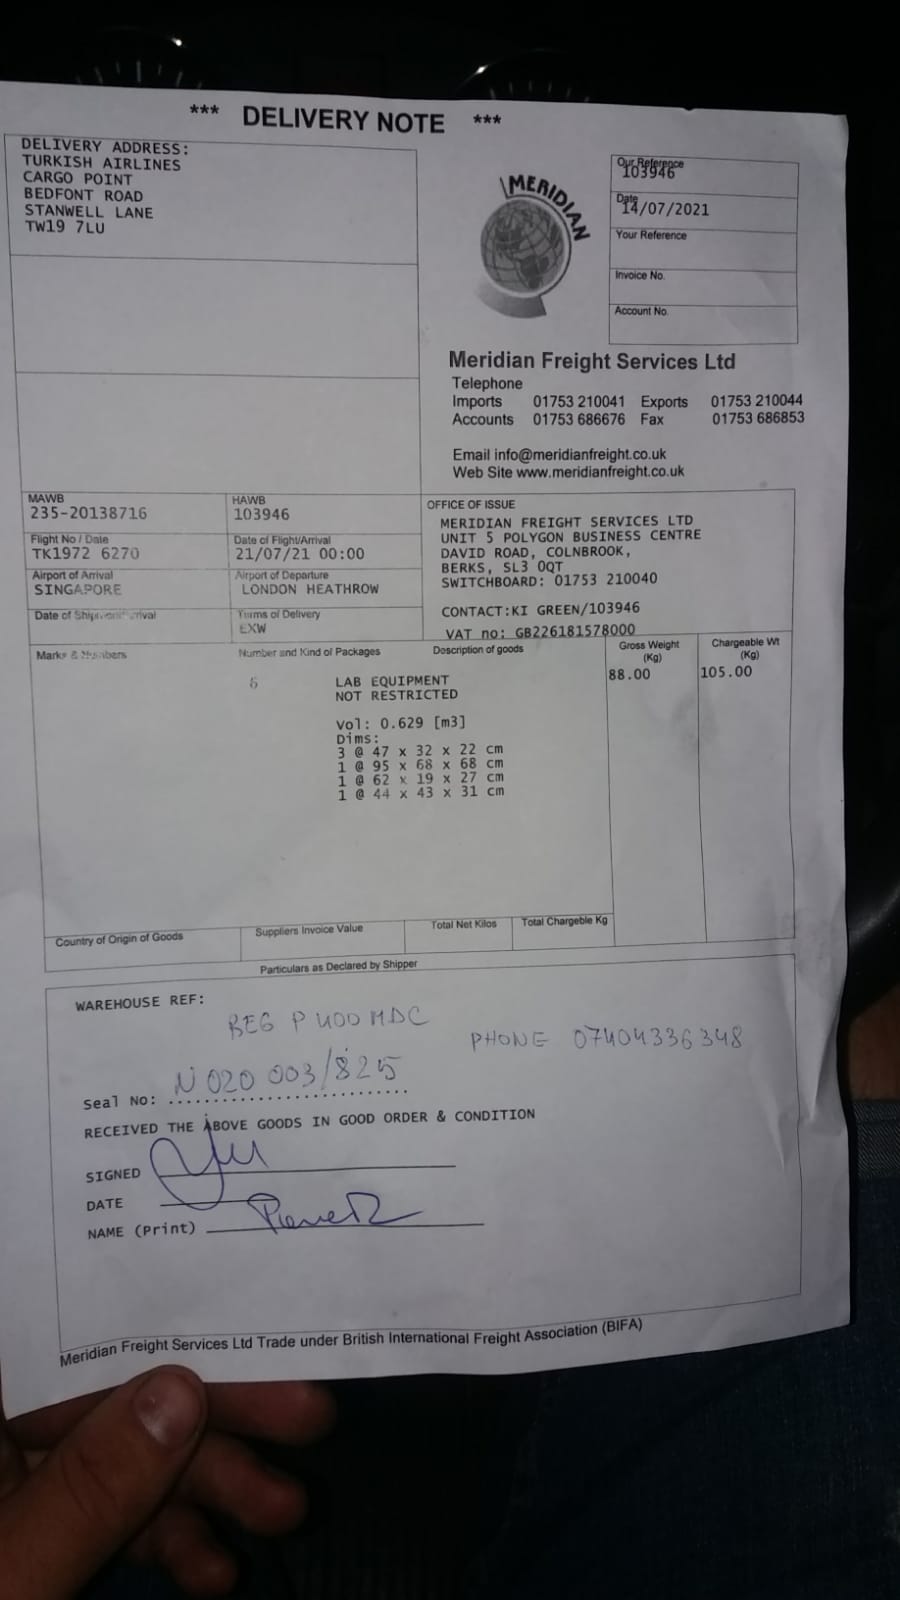 *** DELIVERY NOTE ***
DELIVERY ADDRESS:
TURKISH AIRLINES
CARGO POINT
BEDFONT ROAD
STANWELL LANE
TW19 7LU
MERIDIAN
Our Reference
103946
Date
14/07/2021
Your Reference
Invoice No.
Account No.
Meridian Freight Services Ltd
Telephone
Imports 01753 210041 Exports 01753 210044
Accounts 01753 686676 Fax 01753 686853
Email info@meridianfreight.co.uk
Web Site www.meridianfreight.co.uk
MAWB
235-20138716
HAWB
103946
Flight No / Date
TK1972 6270
Date of Flight/Arrival
21/07/21 00:00
Airport of Arrival
SINGAPORE
Airport of Departure
LONDON HEATHROW
Date of Shipment/Arrival
Terms of Delivery
EXW
OFFICE OF ISSUE
MERIDIAN FREIGHT SERVICES LTD
UNIT 5 POLYGON BUSINESS CENTRE
DAVID ROAD, COLNBROOK,
BERKS, SL3 0QT
SWITCHBOARD: 01753 210040
CONTACT:KI GREEN/103946
VAT no: GB226181578000
Marks & Numbers
Number and Kind of Packages
Description of goods
Gross Weight
(Kg)
Chargeable Wt
(Kg)
6
LAB EQUIPMENT
NOT RESTRICTED
88.00
105.00
Vol: 0.629 [m3]
Dims:
3 @ 47 x 32 x 22 cm
1 @ 95 x 68 x 68 cm
1 @ 62 x 19 x 27 cm
1 @ 44 x 43 x 31 cm
Country of Origin of Goods
Suppliers Invoice Value
Total Net Kilos
Total Chargeble Kg
Particulars as Declared by Shipper
WAREHOUSE REF:
REG P400MDC
PHONE 07404336348
Seal No: N020 003/825
RECEIVED THE ABOVE GOODS IN GOOD ORDER & CONDITION
SIGNED
DATE
NAME (Print)
Meridian Freight Services Ltd Trade under British International Freight Association (BIFA)